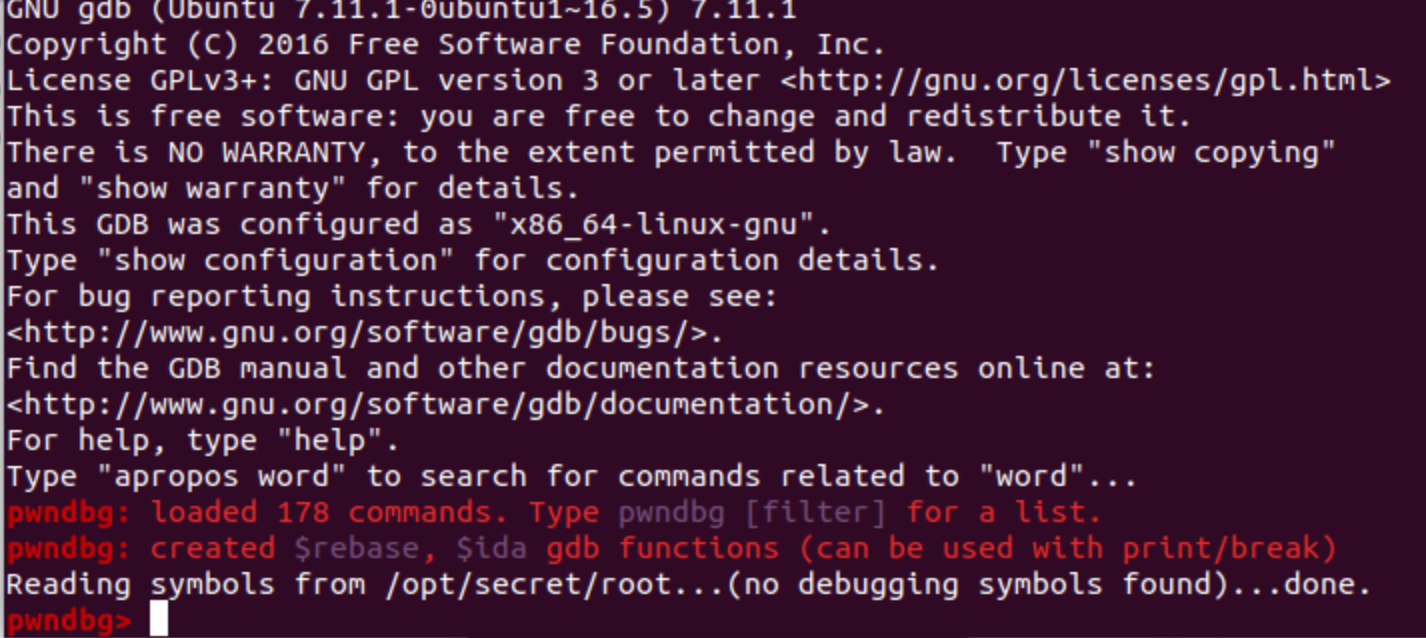 GNU gdb (Ubuntu 7.11.1-0ubuntu1~16.5) 7.11.1
Copyright (C) 2016 Free Software Foundation, Inc.
License GPLv3+: GNU GPL version 3 or later <http://gnu.org/licenses/gpl.html>
This is free software: you are free to change and redistribute it.
There is NO WARRANTY, to the extent permitted by law.  Type "show copying"
and "show warranty" for details.
This GDB was configured as "x86_64-linux-gnu".
Type "show configuration" for configuration details.
For bug reporting instructions, please see:
<http://www.gnu.org/software/gdb/bugs/>.
Find the GDB manual and other documentation resources online at:
<http://www.gnu.org/software/gdb/documentation/>.
For help, type "help".
Type "apropos word" to search for commands related to "word"...
pwndbg: loaded 178 commands. Type pwndbg [filter] for a list.
pwndbg: created $rebase, $ida gdb functions (can be used with print/break)
Reading symbols from /opt/secret/root...(no debugging symbols found)...done.
pwndbg>